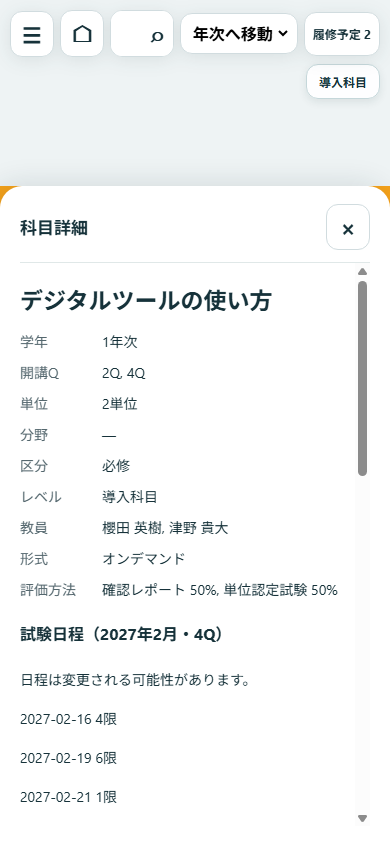 年次へ移動
履修予定 2
導入科目
科目詳細
×
デジタルツールの使い方
学年 1年次
開講Q 2Q, 4Q
単位 2単位
分野 —
区分 必修
レベル 導入科目
教員 櫻田 英樹, 津野 貴大
形式 オンデマンド
評価方法 確認レポート 50%, 単位認定試験 50%
試験日程（2027年2月・4Q）
日程は変更される可能性があります。
2027-02-16 4限
2027-02-19 6限
2027-02-21 1限